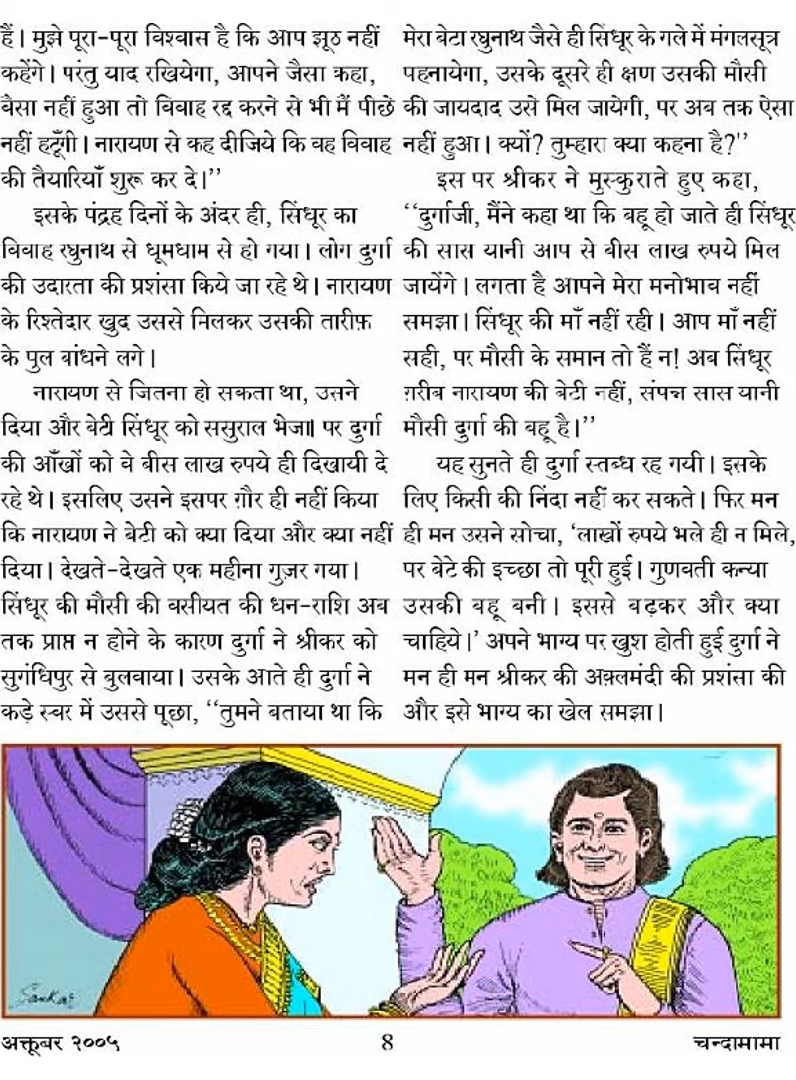 हैं। मुझे पूरा-पूरा विश्वास है कि आप झूठ नहीं
कहेंगे। परंतु याद रखियेगा, आपने जैसा कहा,
वैसा नहीं हुआ तो विवाह रद्द करने से भी मैं पीछे
नहीं हटूँगी। नारायण से कह दीजिये कि वह विवाह
की तैयारियाँ शुरू कर दे।’’
इसके पंद्रह दिनों के अंदर ही, सिंधूर का
विवाह रघुनाथ से धूमधाम से हो गया। लोग दुर्गा
की उदारता की प्रशंसा किये जा रहे थे। नारायण
के रिश्तेदार खुद उससे मिलकर उसकी तारीफ़
के पुल बांधने लगे।
नारायण से जितना हो सकता था, उसने
दिया और बेटी सिंधूर को ससुराल भेजा॥ पर दुर्गा
की आँखों को वे बीस लाख रुपये ही दिखायी दे
रहे थे। इसलिए उसने इसपर ग़ौर ही नहीं किया
कि नारायण ने बेटी को क्या दिया और क्या नहीं
दिया। देखते-देखते एक महीना गुज़र गया।
सिंधूर की मौसी की वसीयत की धन-राशि अब
तक प्राप्त न होने के कारण दुर्गा ने श्रीकर को
सुगंधिपुर से बुलवाया। उसके आते ही दुर्गा ने
कड़े स्वर में उससे पूछा, ‘‘तुमने बताया था कि
मेरा बेटा रघुनाथ जैसे ही सिंधूर के गले में मंगलसूत्र
पहनायेगा, उसके दूसरे ही क्षण उसकी मौसी
की जायदाद उसे मिल जायेगी, पर अब तक ऐसा
नहीं हुआ। क्यों? तुम्हारा क्या कहना है?’’
इस पर श्रीकर ने मुस्कुराते हुए कहा,
‘‘दुर्गाजी, मैंने कहा था कि बहू हो जाते ही सिंधूर
की सास यानी आप से बीस लाख रुपये मिल
जायेंगे। लगता है आपने मेरा मनोभाव नहीं
समझा। सिंधूर की माँ नहीं रही। आप माँ नहीं
सही, पर मौसी के समान तो हैं न! अब सिंधूर
ग़रीब नारायण की बेटी नहीं, संपन्न सास यानी
मौसी दुर्गा की बहू है।’’
यह सुनते ही दुर्गा स्तब्ध रह गयी। इसके
लिए किसी की निंदा नहीं कर सकते। फिर मन
ही मन उसने सोचा, ‘लाखों रुपये भले ही न मिले,
पर बेटे की इच्छा तो पूरी हुई। गुणवती कन्या
उसकी बहू बनी। इससे बढ़कर और क्या
चाहिये।’ अपने भाग्य पर खुश होती हुई दुर्गा ने
मन ही मन श्रीकर की अक़्लमंदी की प्रशंसा की
और इसे भाग्य का खेल समझा।
Sankar
अक्तूबर २००५
8
चन्दामामा